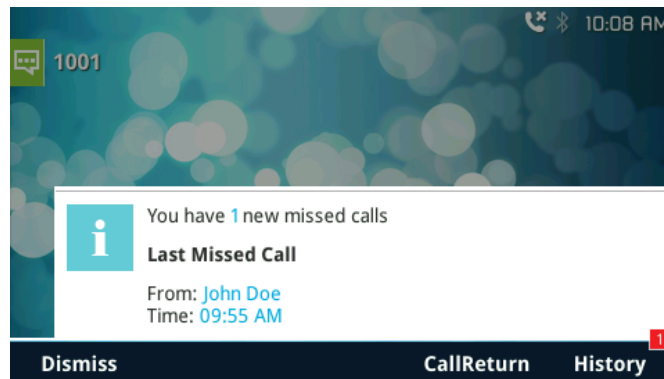 10:08 AM
1001
You have 1 new missed calls
i
Last Missed Call
From: John Doe
Time: 09:55 AM
1
Dismiss CallReturn History